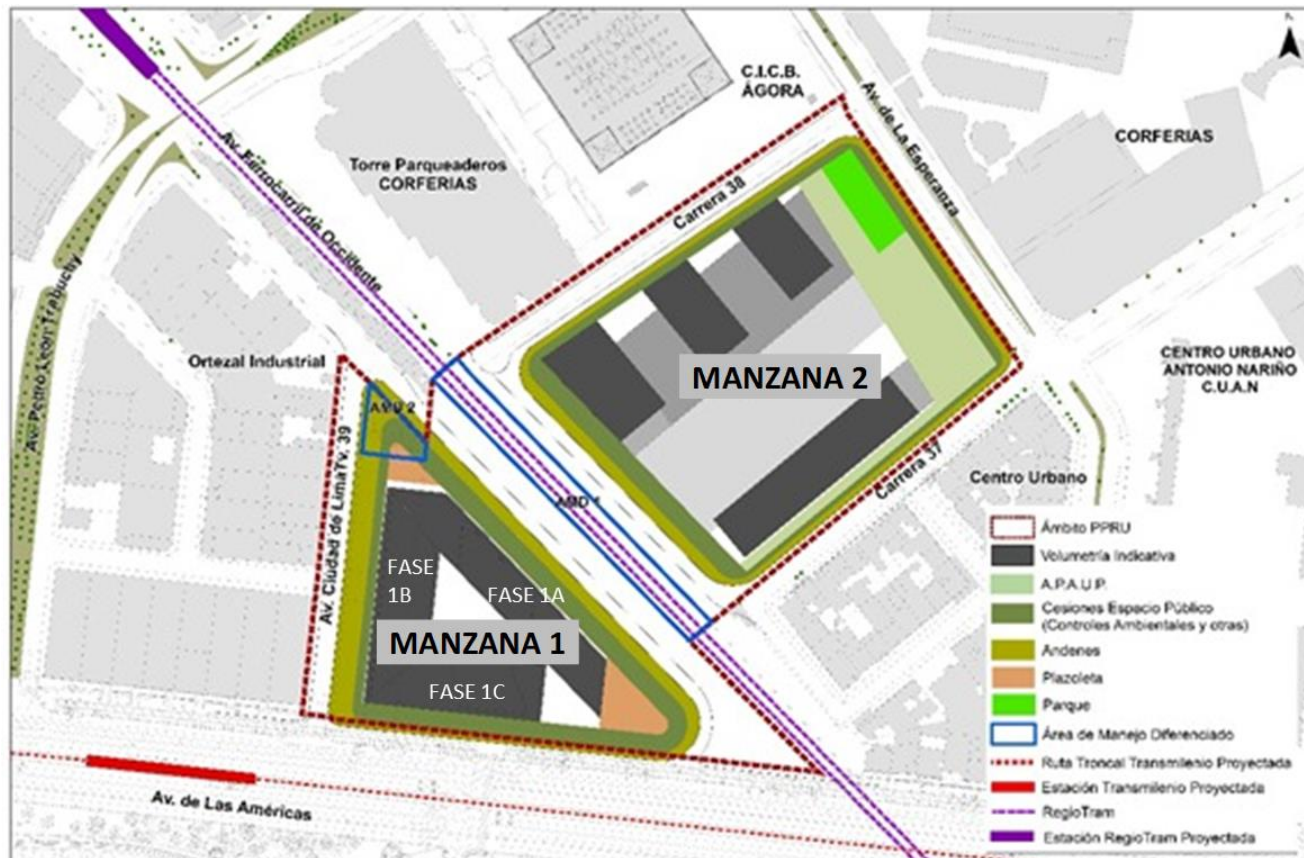 C.I.C.B.
ÁGORA
Av. de La Esperanza
CORFERIAS
Av. Ferrocarril de Occidente
Torre Parqueaderos
CORFERIAS
Carrera 38
Av. Pedro León Trabuchy
Ortezal Industrial
MANZANA 2
CENTRO URBANO
ANTONIO NARIÑO
C.U.A.N
AMD 2
Av. Ciudad de Lima Tv. 39
AMD 1
Carrera 37
Centro Urbano
FASE
1B
FASE 1A
MANZANA 1
FASE 1C
Av. de Las Américas
Ámbito PPRU
Volumetría Indicativa
A.P.A.U.P.
Cesiones Espacio Público
(Controles Ambientales y otras)
Andenes
Plazoleta
Parque
Área de Manejo Diferenciado
Ruta Troncal Transmilenio Proyectada
Estación Transmilenio Proyectada
RegioTram
Estación RegioTram Proyectada